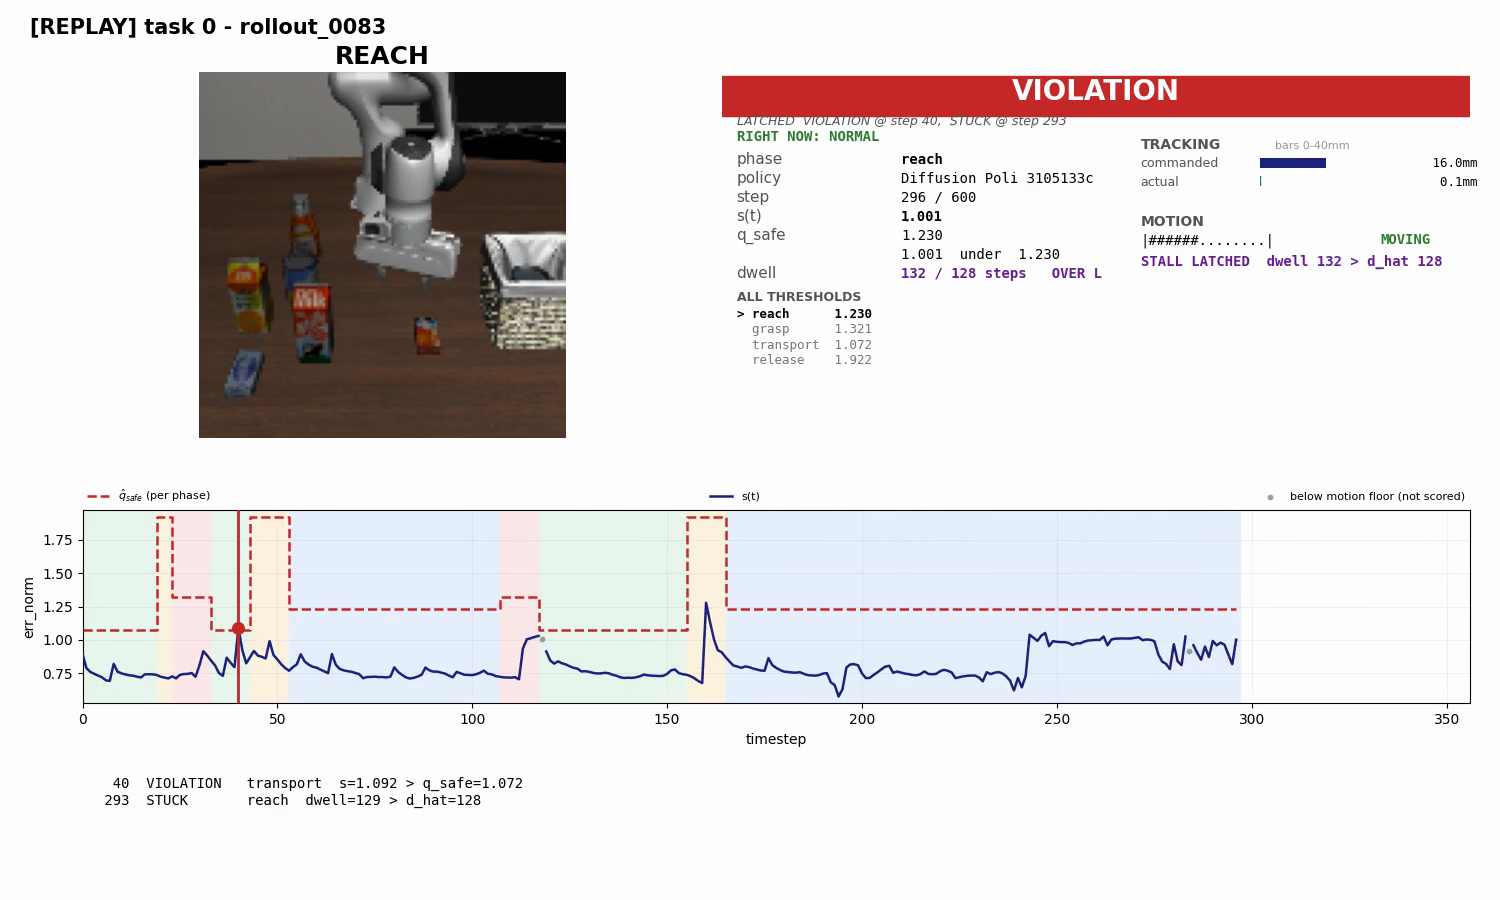 [REPLAY] task 0 - rollout_0083
REACH
VIOLATION
LATCHED VIOLATION @ step 40, STUCK @ step 293
RIGHT NOW: NORMAL
phase reach
policy Diffusion Poli 3105133c
step 296 / 600
s(t) 1.001
q_safe 1.230
1.001 under 1.230
dwell 132 / 128 steps OVER L
ALL THRESHOLDS
> reach 1.230
grasp 1.321
transport 1.072
release 1.922
TRACKING bars 0-40mm
commanded 16.0mm
actual 0.1mm
MOTION
|######........| MOVING
STALL LATCHED dwell 132 > d_hat 128
Milk
q̂safe (per phase) s(t) below motion floor (not scored)
1.75
1.50
1.25
1.00
0.75
err_norm
0 50 100 150 200 250 300 350
timestep
40 VIOLATION transport s=1.092 > q_safe=1.072
293 STUCK reach dwell=129 > d_hat=128